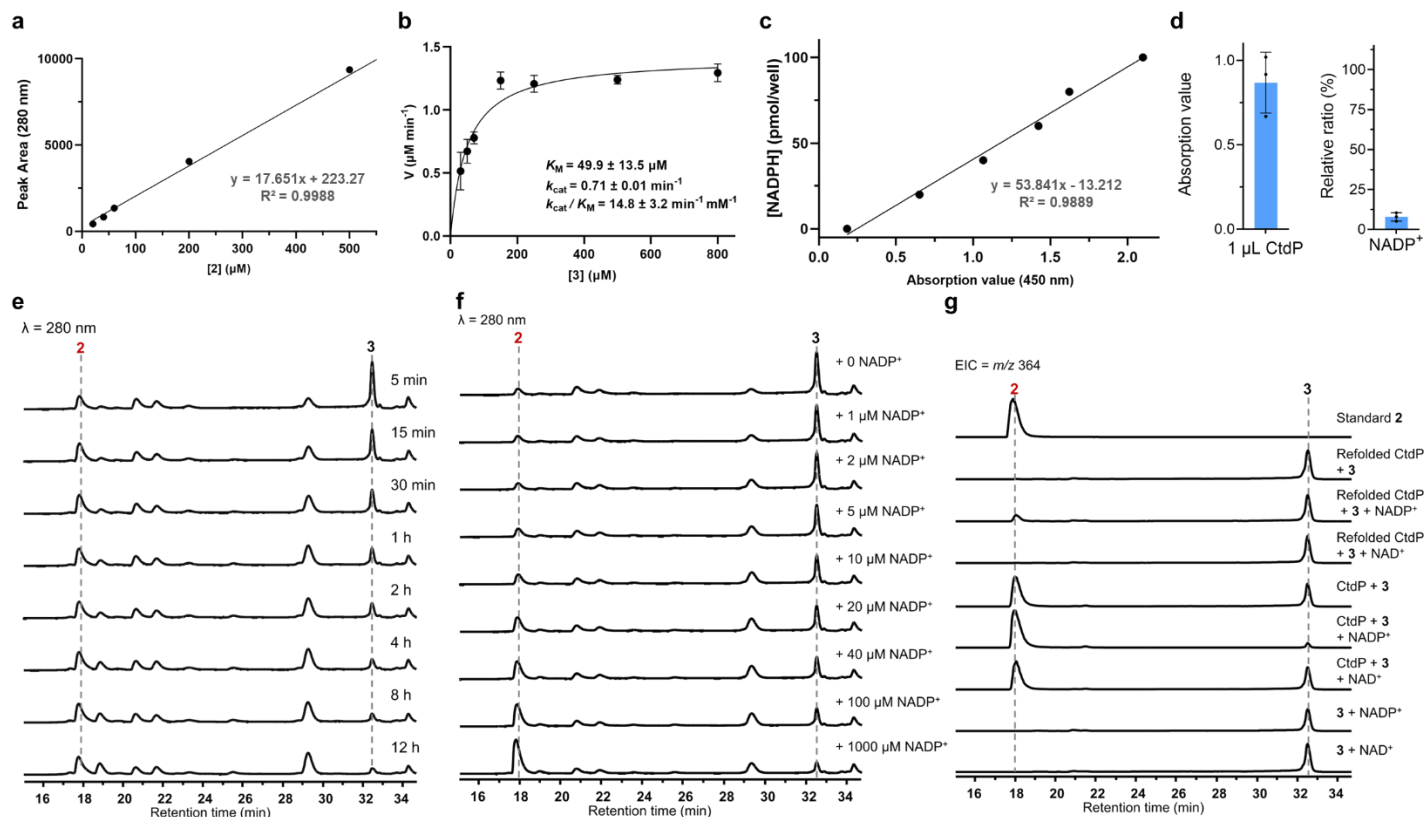 a
Peak Area (280 nm)
10000
5000
0
0 100 200 300 400 500
[2] (µM)
y = 17.651x + 223.27
R² = 0.9988
b
V (µM min⁻¹)
1.5
1.0
0.5
0.0
0 200 400 600 800
[3] (µM)
K_M = 49.9 ± 13.5 µM
k_cat = 0.71 ± 0.01 min⁻¹
k_cat / K_M = 14.8 ± 3.2 min⁻¹ mM⁻¹
c
[NADPH] (pmol/well)
100
50
0
0.0 0.5 1.0 1.5 2.0
Absorption value (450 nm)
y = 53.841x - 13.212
R² = 0.9889
d
Absorption value
1.0
0.5
0.0
1 µL CtdP
Relative ratio (%)
100
75
50
25
0
NADP⁺
e
λ = 280 nm
2 3
5 min
15 min
30 min
1 h
2 h
4 h
8 h
12 h
16 18 20 22 24 26 28 30 32 34
Retention time (min)
f
λ = 280 nm
2 3
+ 0 NADP⁺
+ 1 µM NADP⁺
+ 2 µM NADP⁺
+ 5 µM NADP⁺
+ 10 µM NADP⁺
+ 20 µM NADP⁺
+ 40 µM NADP⁺
+ 100 µM NADP⁺
+ 1000 µM NADP⁺
16 18 20 22 24 26 28 30 32 34
Retention time (min)
g
EIC = m/z 364
2 3
Standard 2
Refolded CtdP
+ 3
Refolded CtdP
+ 3 + NADP⁺
Refolded CtdP
+ 3 + NAD⁺
CtdP + 3
CtdP + 3
+ NADP⁺
CtdP + 3
+ NAD⁺
3 + NADP⁺
3 + NAD⁺
16 18 20 22 24 26 28 30 32 34
Retention time (min)